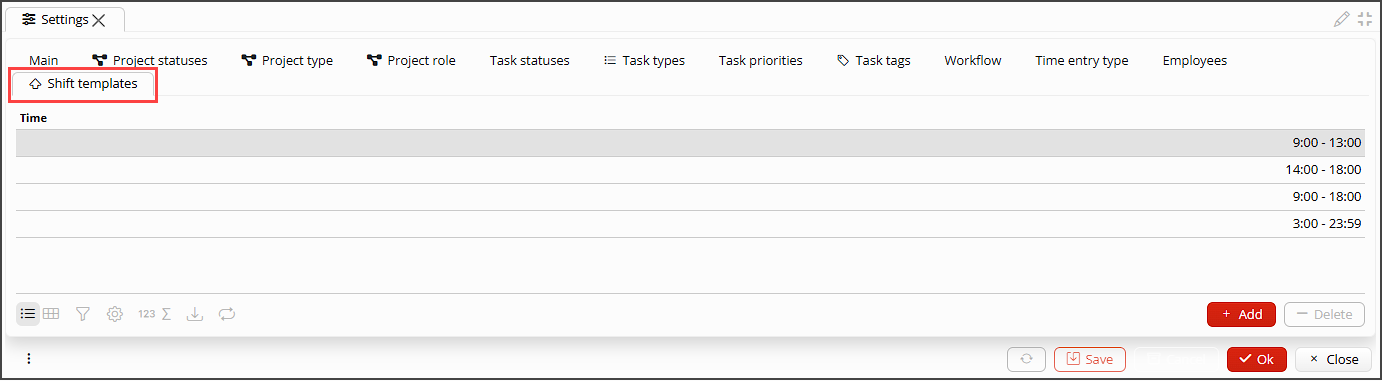 Settings
Main Project statuses Project type Project role Task statuses Task types Task priorities Task tags Workflow Time entry type Employees
Shift templates
Time
9:00 - 13:00
14:00 - 18:00
9:00 - 18:00
3:00 - 23:59
123 Σ + Add − Delete
Save Ok × Close